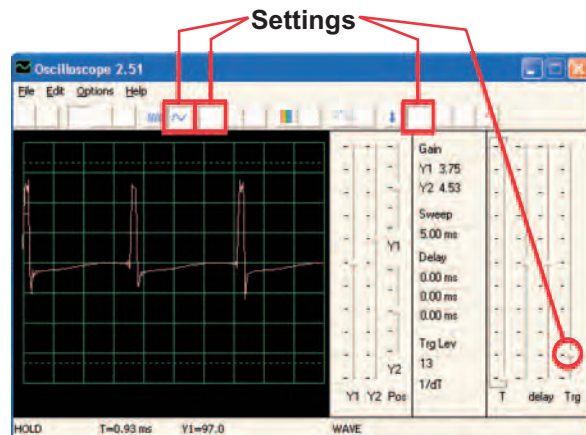 Settings
Oscilloscope 2.51
File Edit Options Help
Gain
Y1 3.75
Y2 4.53
Sweep
5.00 ms
Delay
0.00 ms
0.00 ms
0.00 ms
Trg Lev
13
1/dT
Y1
Y2
Y1 Y2 Pos
T delay Trg
HOLD T=0.93 ms Y1=97.0 WAVE